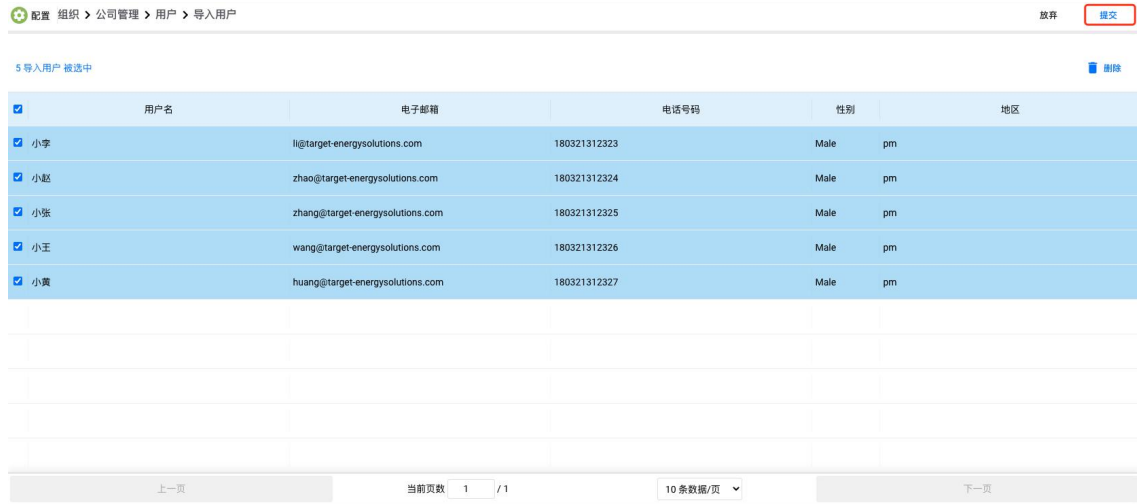 配置 组织 > 公司管理 > 用户 > 导入用户 放弃 提交
5 导入用户 被选中 删除
用户名 电子邮箱 电话号码 性别 地区
小李 li@target-energysolutions.com 180321312323 Male pm
小赵 zhao@target-energysolutions.com 180321312324 Male pm
小张 zhang@target-energysolutions.com 180321312325 Male pm
小王 wang@target-energysolutions.com 180321312326 Male pm
小黄 huang@target-energysolutions.com 180321312327 Male pm
上一页 当前页数 1 / 1 10 条数据/页 下一页